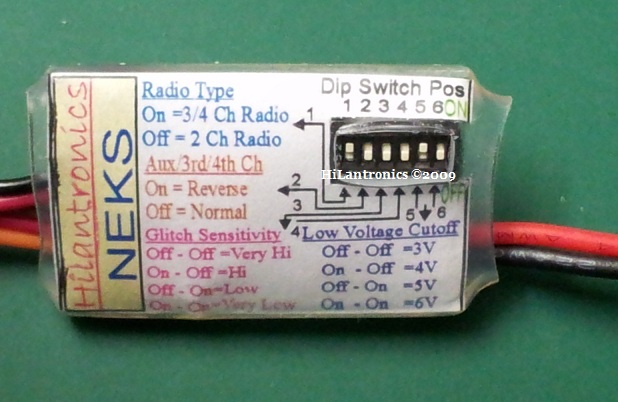 Hilantronics
NEKS
Radio Type
On =3/4 Ch Radio
Off = 2 Ch Radio
Aux/3rd/4th Ch
On = Reverse
Off = Normal
Glitch Sensitivity
Off - Off =Very Hi
On - Off =Hi
Off - On=Low
On - On=Very Low
Dip Switch Pos
1 2 3 4 5 6 ON
OFF
1
2
3
4
5
6
HiLantronics ©2009
Low Voltage Cutoff
Off - Off =3V
On - Off =4V
Off - On =5V
On - On =6V